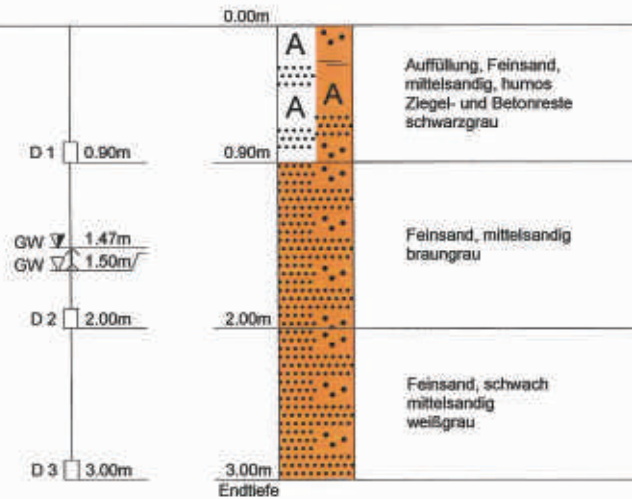 0.00m
A
A
A
Auffüllung, Feinsand,
mittelsandig, humos
Ziegel- und Betonreste
schwarzgrau
D 1 0.90m
0.90m
GW 1.47m
GW 1.50m
Feinsand, mittelsandig
braungrau
D 2 2.00m
2.00m
Feinsand, schwach
mittelsandig
weißgrau
D 3 3.00m
3.00m
Endtiefe